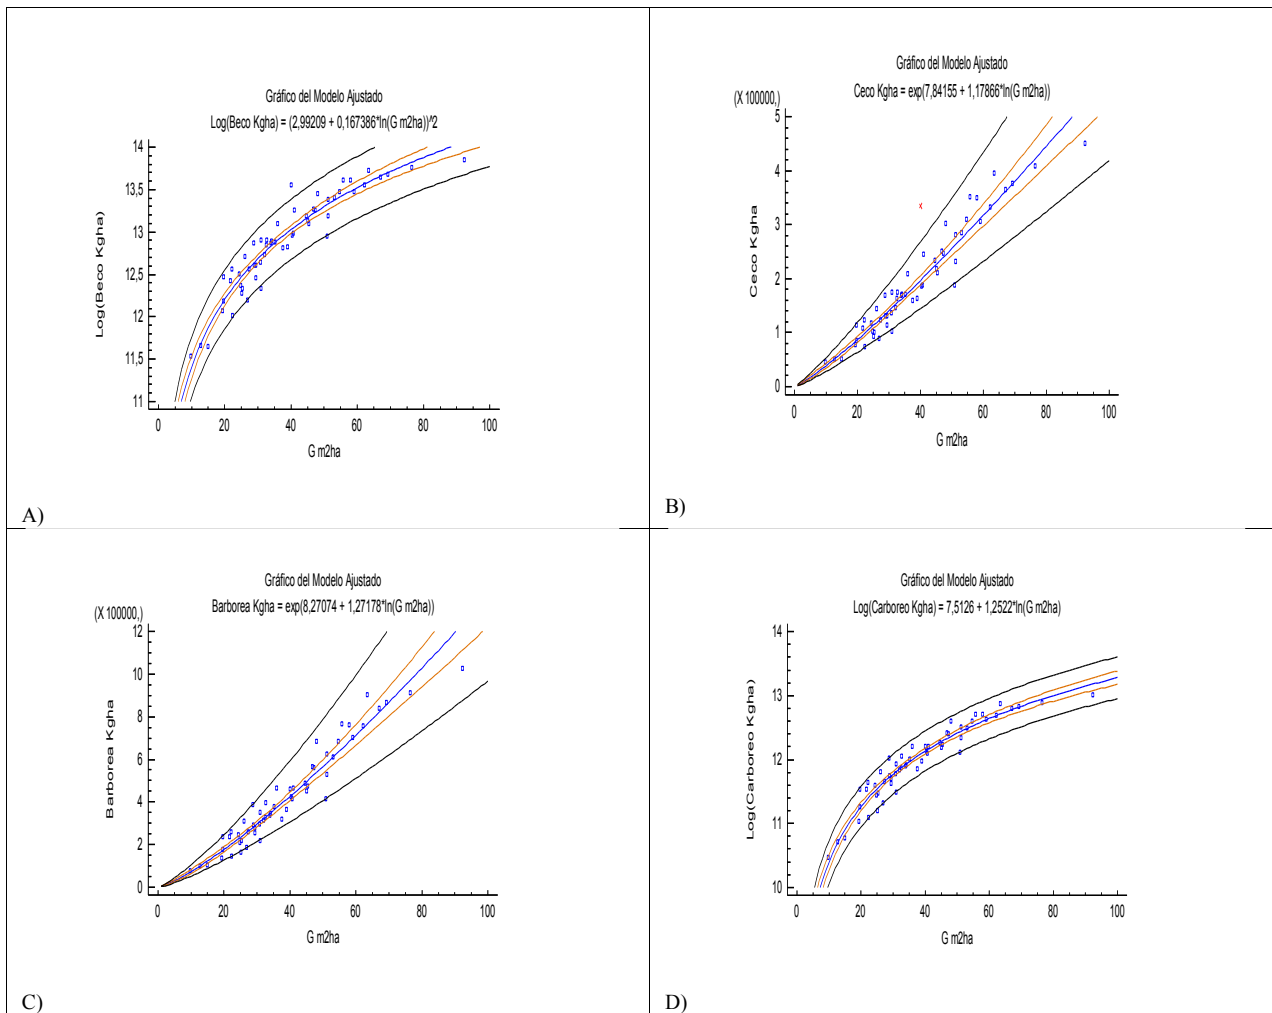 Gráfico del Modelo Ajustado
Log(Beco Kgha) = (2,99209 + 0,167386*ln(G m2ha))^2
14
13,5
13
12,5
12
11,5
11
Log(Beco Kgha)
0 20 40 60 80 100
G m2ha
A)
Gráfico del Modelo Ajustado
Ceco Kgha = exp(7,84155 + 1,17866*ln(G m2ha))
(X 100000,)
5
4
3
2
1
0
Ceco Kgha
0 20 40 60 80 100
G m2ha
B)
Gráfico del Modelo Ajustado
Barborea Kgha = exp(8,27074 + 1,27178*ln(G m2ha))
(X 100000,)
12
10
8
6
4
2
0
Barborea Kgha
0 20 40 60 80 100
G m2ha
C)
Gráfico del Modelo Ajustado
Log(Carboreo Kgha) = 7,5126 + 1,2522*ln(G m2ha)
14
13
12
11
10
Log(Carboreo Kgha)
0 20 40 60 80 100
G m2ha
D)